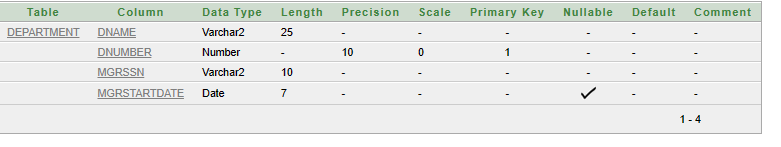 Table Column Data Type Length Precision Scale Primary Key Nullable Default Comment
DEPARTMENT DNAME Varchar2 25 - - - - - -
DNUMBER Number - 10 0 1 - - -
MGRSSN Varchar2 10 - - - - - -
MGRSTARTDATE Date 7 - - - ✓ - -
1 - 4